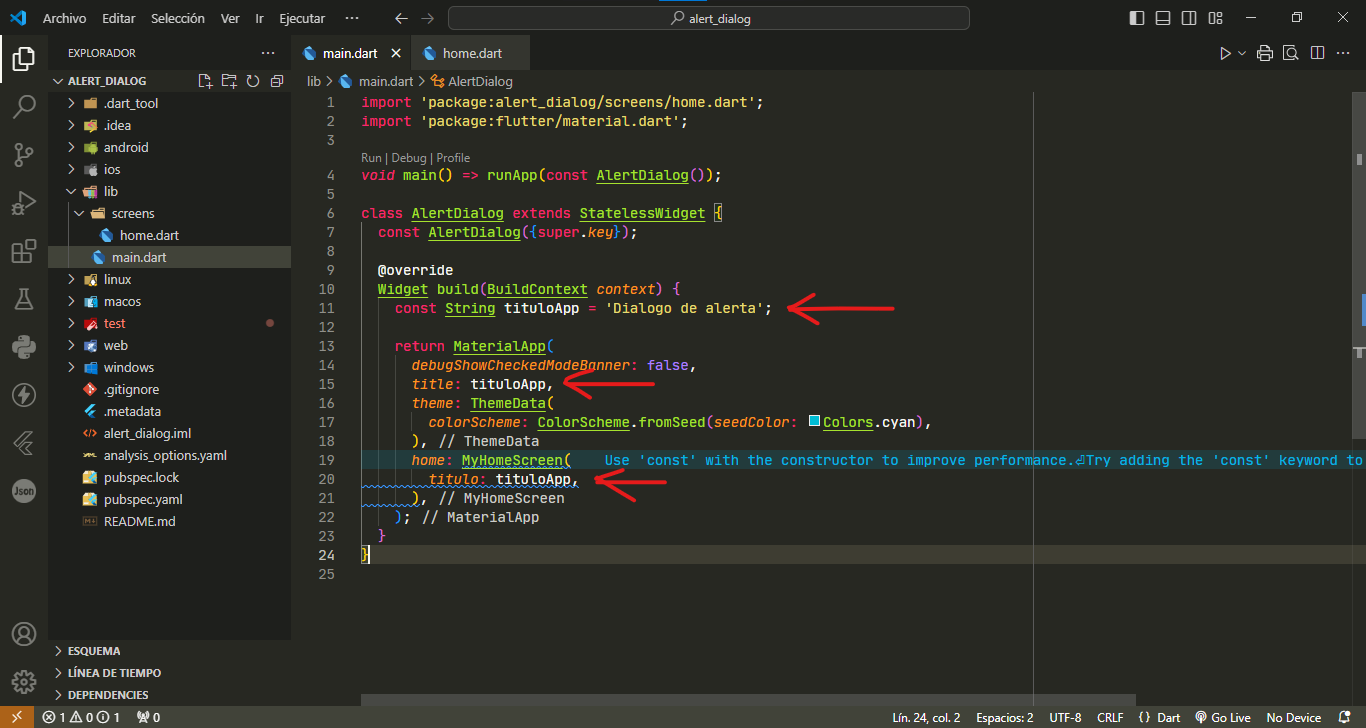 Archivo Editar Selección Ver Ir Ejecutar ··· alert_dialog
EXPLORADOR ···
ALERT_DIALOG
.dart_tool
.idea
android
ios
lib
screens
home.dart
main.dart
linux
macos
test
web
windows
.gitignore
.metadata
alert_dialog.iml
analysis_options.yaml
pubspec.lock
pubspec.yaml
README.md
ESQUEMA
LÍNEA DE TIEMPO
DEPENDENCIES
Json
main.dart home.dart
lib > main.dart > AlertDialog
1 import 'package:alert_dialog/screens/home.dart';
2 import 'package:flutter/material.dart';
3
Run | Debug | Profile
4 void main() => runApp(const AlertDialog());
5
6 class AlertDialog extends StatelessWidget {
7 const AlertDialog({super.key});
8
9 @override
10 Widget build(BuildContext context) {
11 const String tituloApp = 'Dialogo de alerta';
12
13 return MaterialApp(
14 debugShowCheckedModeBanner: false,
15 title: tituloApp,
16 theme: ThemeData(
17 colorScheme: ColorScheme.fromSeed(seedColor: Colors.cyan),
18 ), // ThemeData
19 home: MyHomeScreen( Use 'const' with the constructor to improve performance.⏎Try adding the 'const' keyword to
20 titulo: tituloApp,
21 ), // MyHomeScreen
22 ); // MaterialApp
23 }
24 }
25
1 0 1 0 Lín. 24, col. 2 Espacios: 2 UTF-8 CRLF {} Dart Go Live No Device